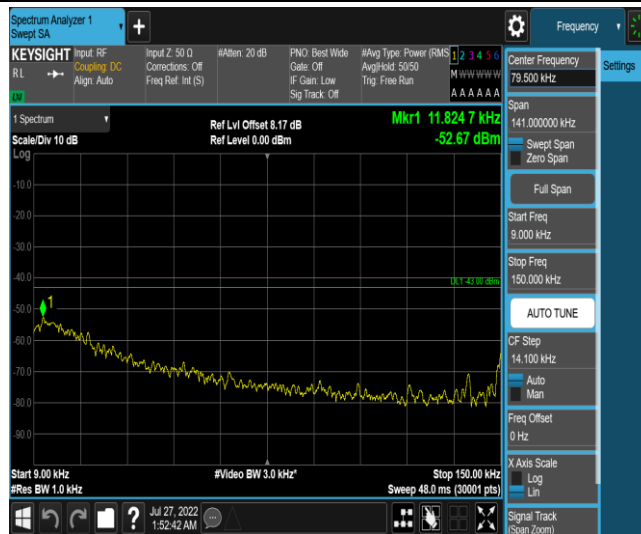 Spectrum Analyzer 1
Swept SA
Frequency
KEYSIGHT
RL
Input: RF
Coupling: DC
Align: Auto
Input Z: 50 Ω
Corrections: Off
Freq Ref: Int (S)
#Atten: 20 dB
PNO: Best Wide
Gate: Off
IF Gain: Low
Sig Track: Off
#Avg Type: Power (RMS
Avg|Hold: 50/50
Trig: Free Run
1 2 3 4 5 6
M W W W W W
A A A A A A
Center Frequency
79.500 kHz
Settings
Span
141.000000 kHz
Swept Span
Zero Span
Full Span
Start Freq
9.000 kHz
Stop Freq
150.000 kHz
AUTO TUNE
CF Step
14.100 kHz
Auto
Man
Freq Offset
0 Hz
X Axis Scale
Log
Lin
Signal Track
(Span Zoom)
1 Spectrum
Scale/Div 10 dB
Log
Ref Lvl Offset 8.17 dB
Ref Level 0.00 dBm
Mkr1 11.824 7 kHz
-52.67 dBm
-10.0
-20.0
-30.0
-40.0
DL1 -43.00 dBm
-50.0
1
-60.0
-70.0
-80.0
-90.0
Start 9.00 kHz
#Video BW 3.0 kHz*
Stop 150.00 kHz
#Res BW 1.0 kHz
Sweep 48.0 ms (30001 pts)
?
Jul 27, 2022
1:52:42 AM